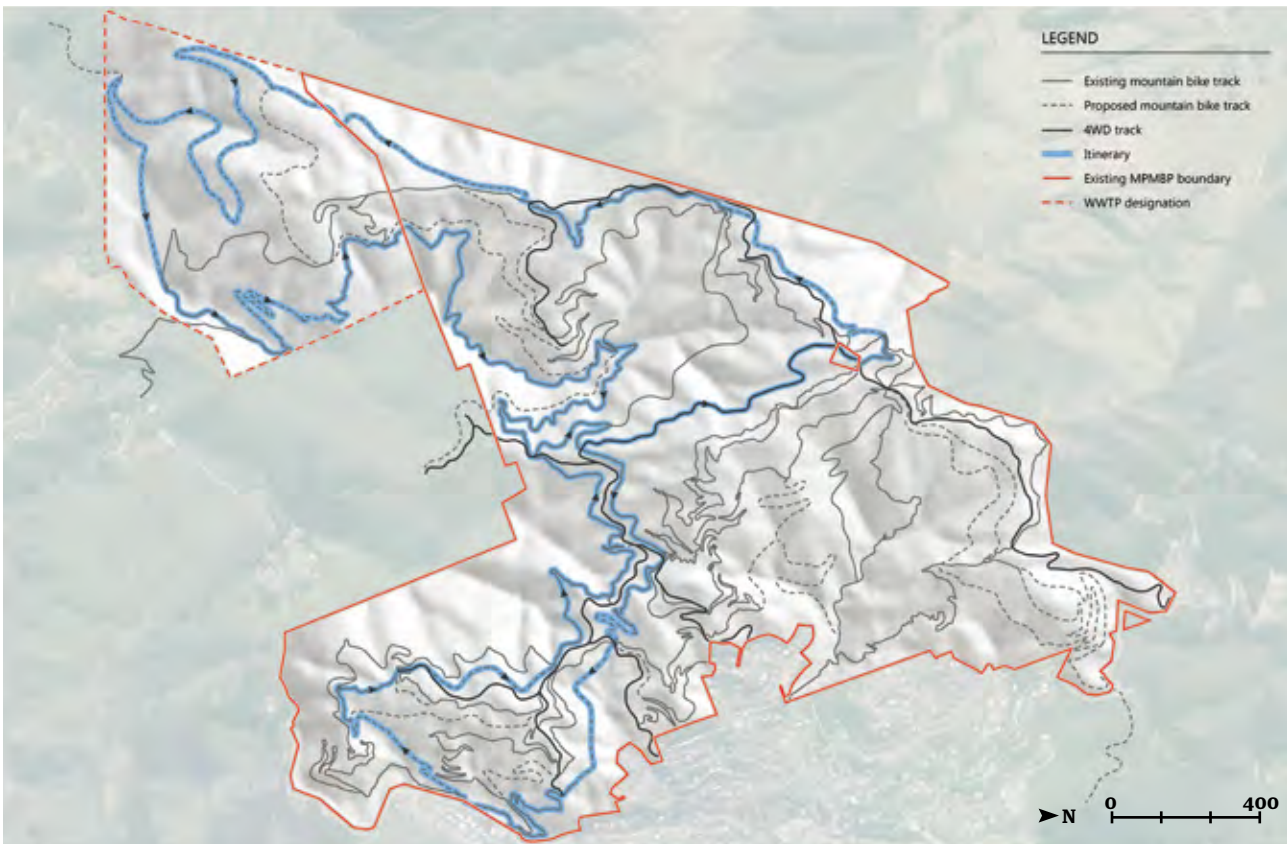 LEGEND
Existing mountain bike track
Proposed mountain bike track
4WD track
Itinerary
Existing MPMBP boundary
WWTP designation
N
0 400